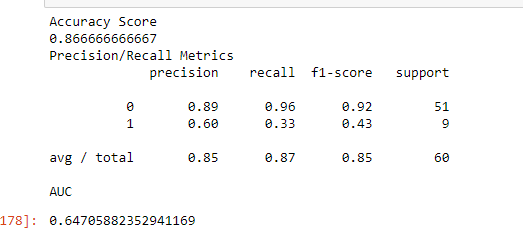 Accuracy Score
0.866666666667
Precision/Recall Metrics
precision recall f1-score support
0 0.89 0.96 0.92 51
1 0.60 0.33 0.43 9
avg / total 0.85 0.87 0.85 60
AUC
178]: 0.64705882352941169